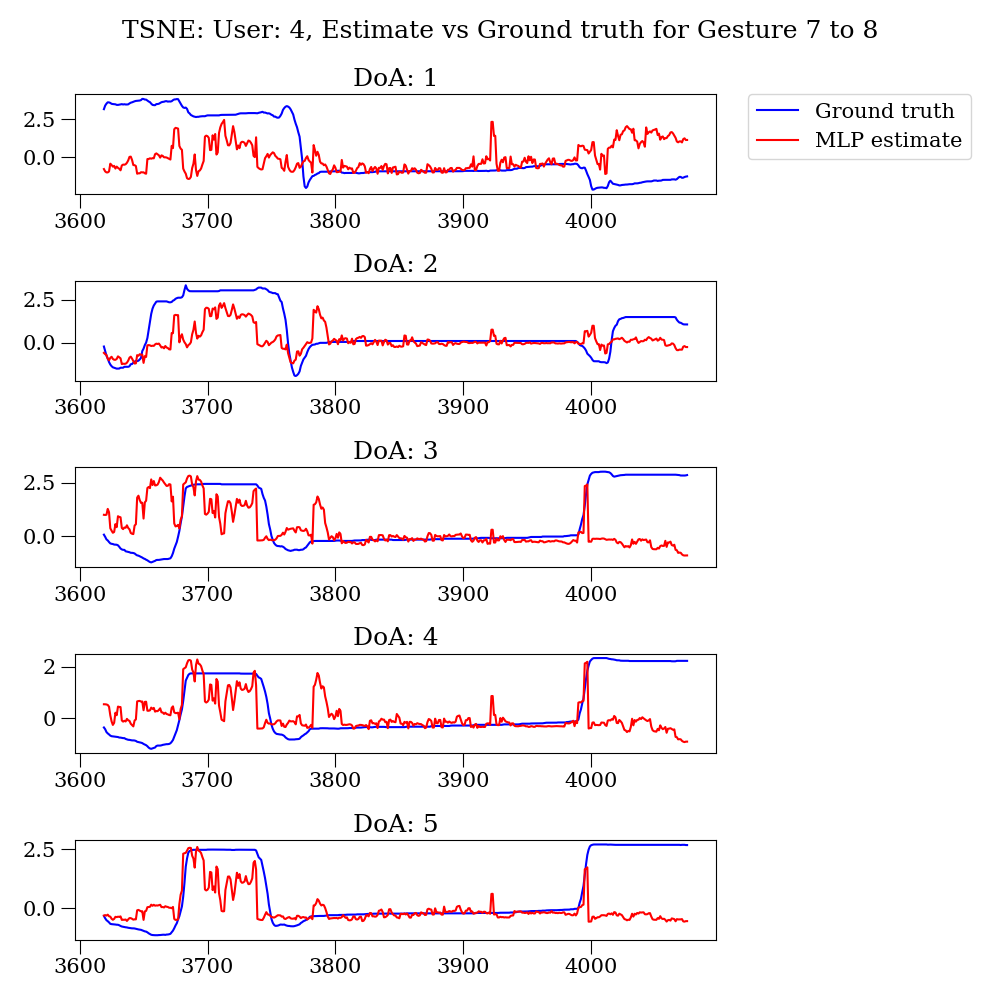 TSNE: User: 4, Estimate vs Ground truth for Gesture 7 to 8
DoA: 1
2.5
0.0
3600 3700 3800 3900 4000
Ground truth
MLP estimate
DoA: 2
2.5
0.0
3600 3700 3800 3900 4000
DoA: 3
2.5
0.0
3600 3700 3800 3900 4000
DoA: 4
2
0
3600 3700 3800 3900 4000
DoA: 5
2.5
0.0
3600 3700 3800 3900 4000